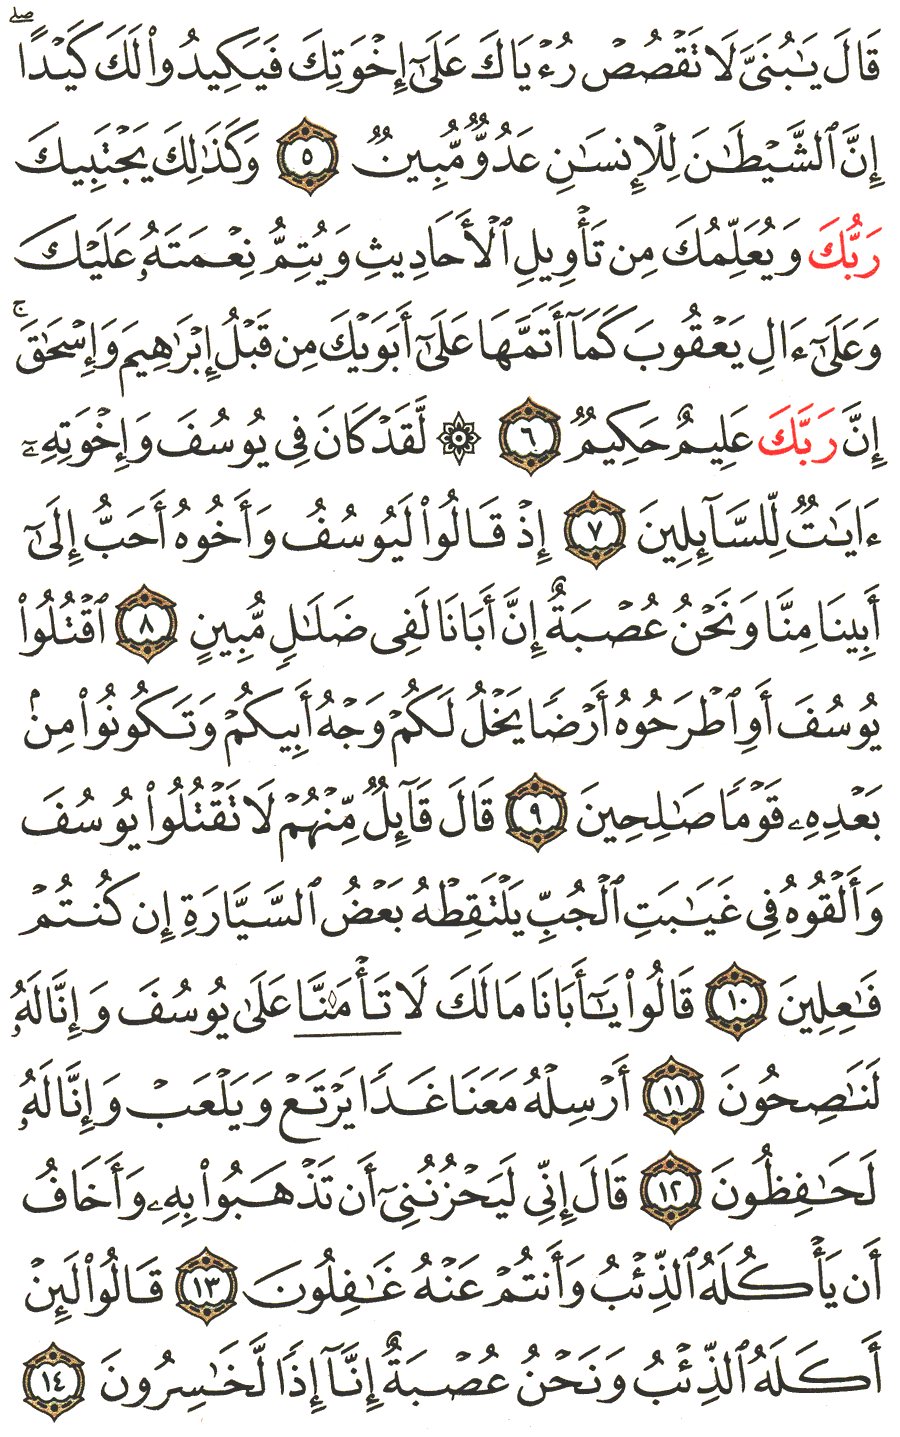 قَالَ يَٰبُنَيَّ لَا تَقۡصُصۡ رُءۡيَاكَ عَلَىٰٓ إِخۡوَتِكَ فَيَكِيدُواْ لَكَ كَيۡدًاۖ
إِنَّ ٱلشَّيۡطَٰنَ لِلۡإِنسَٰنِ عَدُوّٞ مُّبِينٞ ٥ وَكَذَٰلِكَ يَجۡتَبِيكَ
رَبُّكَ وَيُعَلِّمُكَ مِن تَأۡوِيلِ ٱلۡأَحَادِيثِ وَيُتِمُّ نِعۡمَتَهُۥ عَلَيۡكَ
وَعَلَىٰٓ ءَالِ يَعۡقُوبَ كَمَآ أَتَمَّهَا عَلَىٰٓ أَبَوَيۡكَ مِن قَبۡلُ إِبۡرَٰهِيمَ وَإِسۡحَٰقَۚ
إِنَّ رَبَّكَ عَلِيمٌ حَكِيمٞ ٦ ۞ لَّقَدۡ كَانَ فِي يُوسُفَ وَإِخۡوَتِهِۦٓ
ءَايَٰتٞ لِّلسَّآئِلِينَ ٧ إِذۡ قَالُواْ لَيُوسُفُ وَأَخُوهُ أَحَبُّ إِلَىٰٓ
أَبِينَا مِنَّا وَنَحۡنُ عُصۡبَةٌ إِنَّ أَبَانَا لَفِي ضَلَٰلٖ مُّبِينٍ ٨ ٱقۡتُلُواْ
يُوسُفَ أَوِ ٱطۡرَحُوهُ أَرۡضٗا يَخۡلُ لَكُمۡ وَجۡهُ أَبِيكُمۡ وَتَكُونُواْ مِنۢ
بَعۡدِهِۦ قَوۡمٗا صَٰلِحِينَ ٩ قَالَ قَآئِلٞ مِّنۡهُمۡ لَا تَقۡتُلُواْ يُوسُفَ
وَأَلۡقُوهُ فِي غَيَٰبَتِ ٱلۡجُبِّ يَلۡتَقِطۡهُ بَعۡضُ ٱلسَّيَّارَةِ إِن كُنتُمۡ
فَٰعِلِينَ ١٠ قَالُواْ يَٰٓأَبَانَا مَا لَكَ لَا تَأۡمَ۬نَّا عَلَىٰ يُوسُفَ وَإِنَّا لَهُۥ
لَنَٰصِحُونَ ١١ أَرۡسِلۡهُ مَعَنَا غَدٗا يَرۡتَعۡ وَيَلۡعَبۡ وَإِنَّا لَهُۥ
لَحَٰفِظُونَ ١٢ قَالَ إِنِّي لَيَحۡزُنُنِيٓ أَن تَذۡهَبُواْ بِهِۦ وَأَخَافُ
أَن يَأۡكُلَهُ ٱلذِّئۡبُ وَأَنتُمۡ عَنۡهُ غَٰفِلُونَ ١٣ قَالُواْ لَئِنۡ
أَكَلَهُ ٱلذِّئۡبُ وَنَحۡنُ عُصۡبَةٌ إِنَّآ إِذٗا لَّخَٰسِرُونَ ١٤